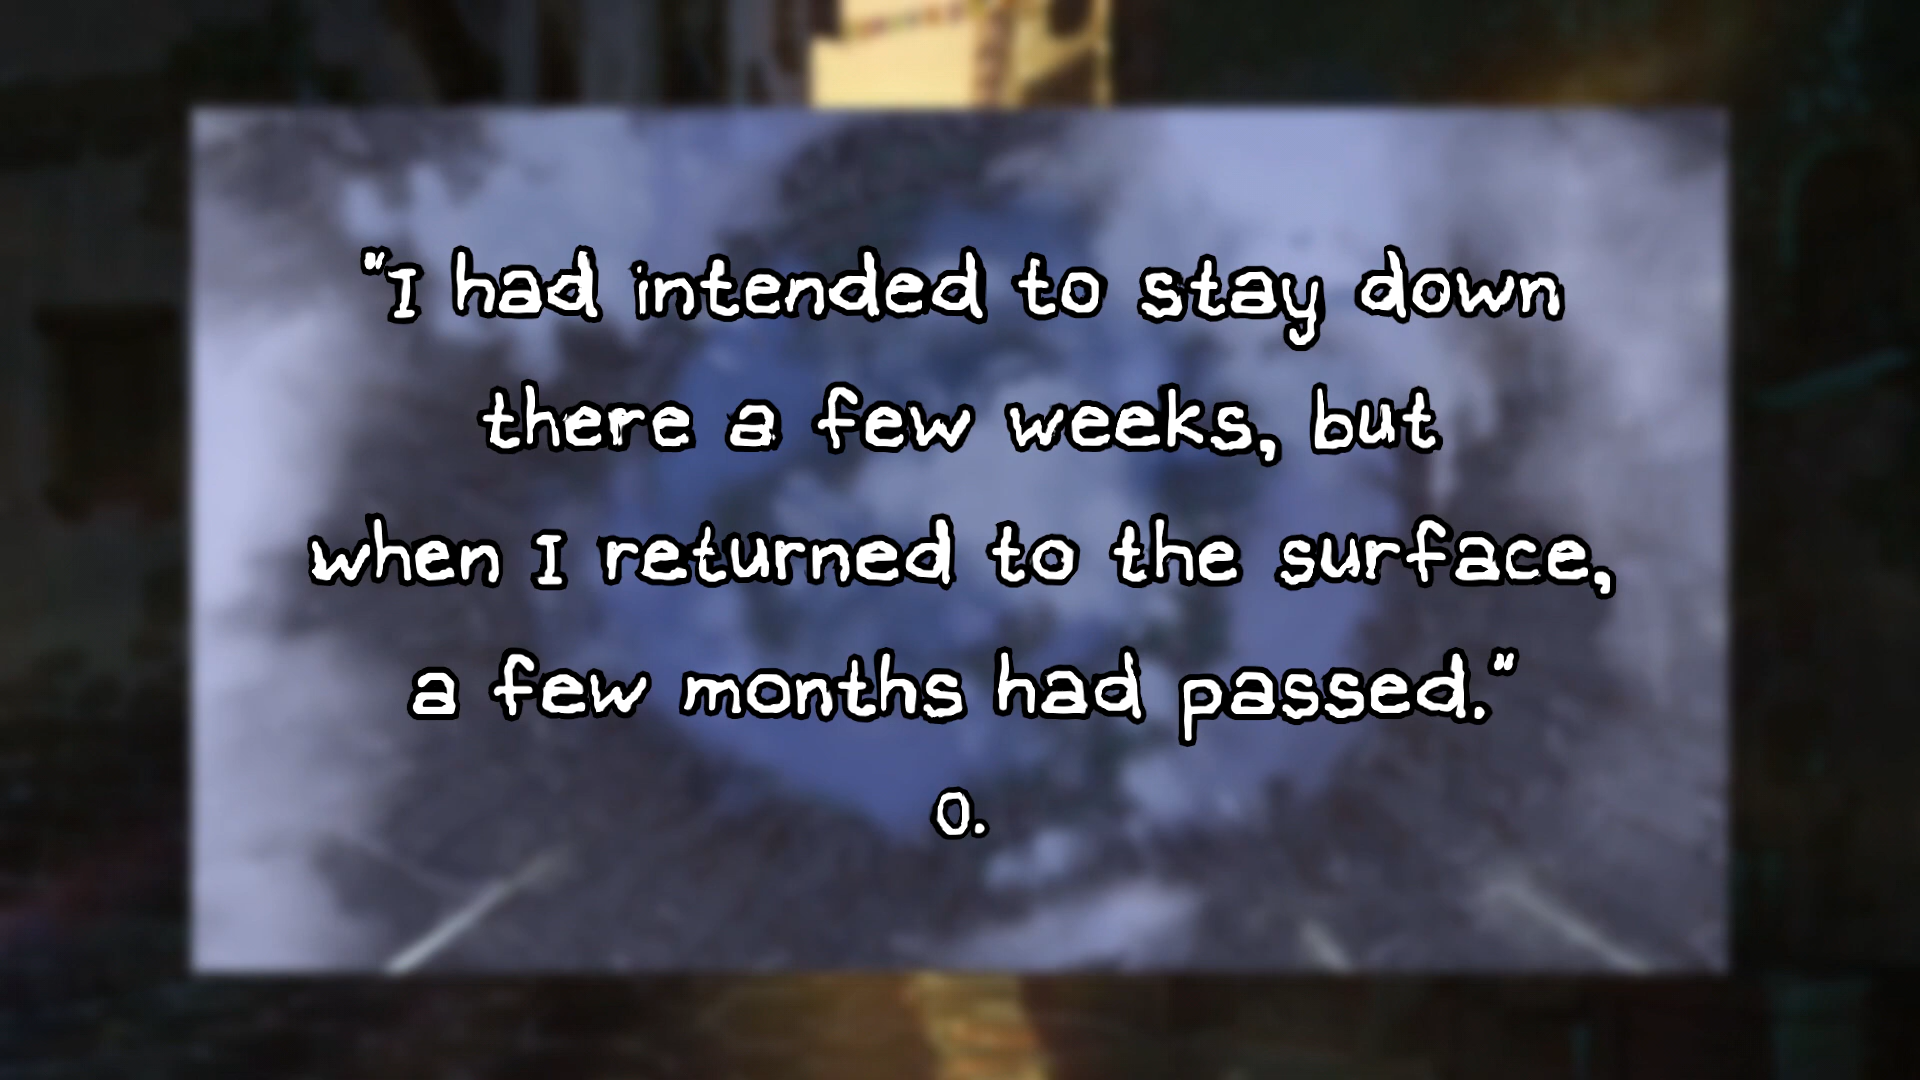 "I had intended to stay down
there a few weeks, but
when I returned to the surface,
a few months had passed."
O.